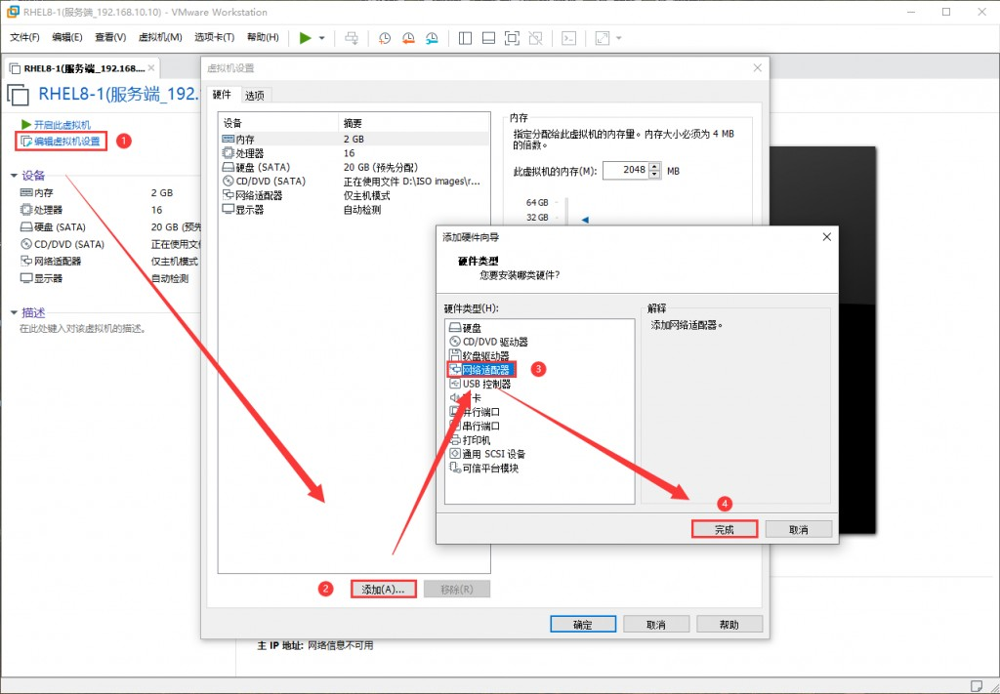 RHEL8-1(服务端_192.168.10.10) - VMware Workstation
文件(F) 编辑(E) 查看(V) 虚拟机(M) 选项卡(T) 帮助(H)
RHEL8-1(服务端_192.168....
RHEL8-1(服务端_192.
开启此虚拟机
编辑虚拟机设置
1
设备
内存 2 GB
处理器 16
硬盘 (SATA) 20 GB (预先
CD/DVD (SATA) 正在使用文
网络适配器 仅主机模式
显示器 自动检测
描述
在此处键入对该虚拟机的描述。
虚拟机设置
硬件 选项
设备 摘要
内存 2 GB
处理器 16
硬盘 (SATA) 20 GB (预先分配)
CD/DVD (SATA) 正在使用文件 D:\ISO images\r...
网络适配器 仅主机模式
显示器 自动检测
内存
指定分配给此虚拟机的内存量。内存大小必须为 4 MB
的倍数。
此虚拟机的内存(M): 2048 MB
64 GB
32 GB
添加硬件向导
硬件类型
您要安装哪类硬件?
硬件类型(H):
硬盘
CD/DVD 驱动器
软盘驱动器
网络适配器
3
USB 控制器
卡
并行端口
串行端口
打印机
通用 SCSI 设备
可信平台模块
解释
添加网络适配器。
4
完成 取消
2
添加(A)... 移除(R)
确定 取消 帮助
主 IP 地址: 网络信息不可用